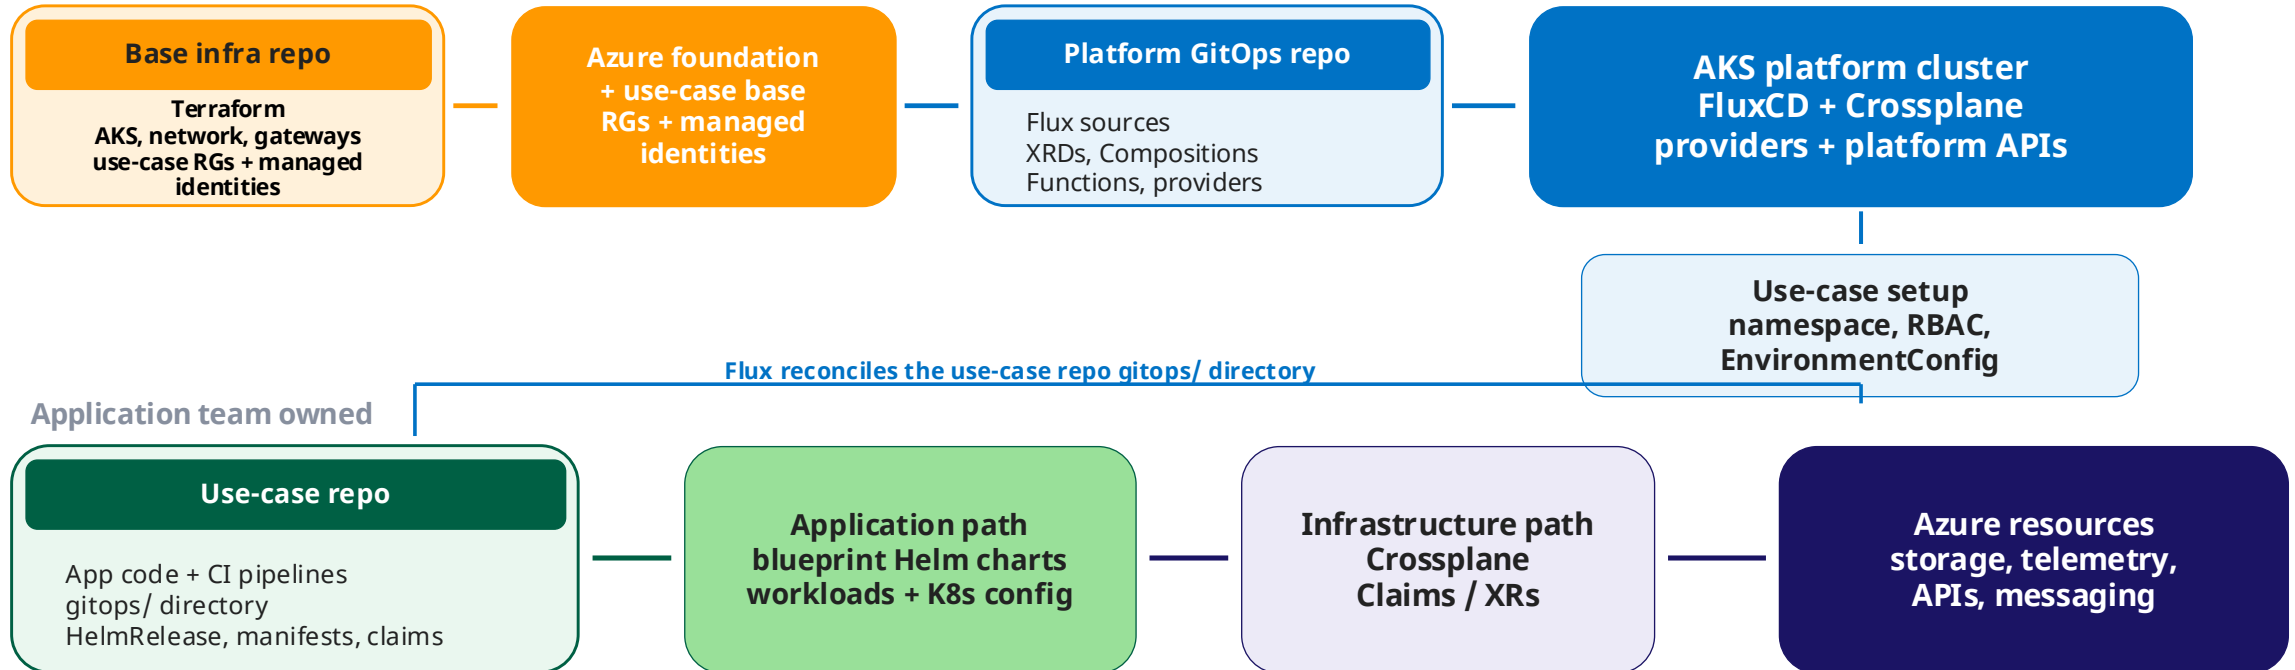 Base infra repo
Terraform
AKS, network, gateways
use-case RGs + managed
identities
Azure foundation
+ use-case base
RGs + managed
identities
Platform GitOps repo
Flux sources
XRDs, Compositions
Functions, providers
AKS platform cluster
FluxCD + Crossplane
providers + platform APIs
Use-case setup
namespace, RBAC,
EnvironmentConfig
Flux reconciles the use-case repo gitops/ directory
Application team owned
Use-case repo
App code + CI pipelines
gitops/ directory
HelmRelease, manifests, claims
Application path
blueprint Helm charts
workloads + K8s config
Infrastructure path
Crossplane
Claims / XRs
Azure resources
storage, telemetry,
APIs, messaging